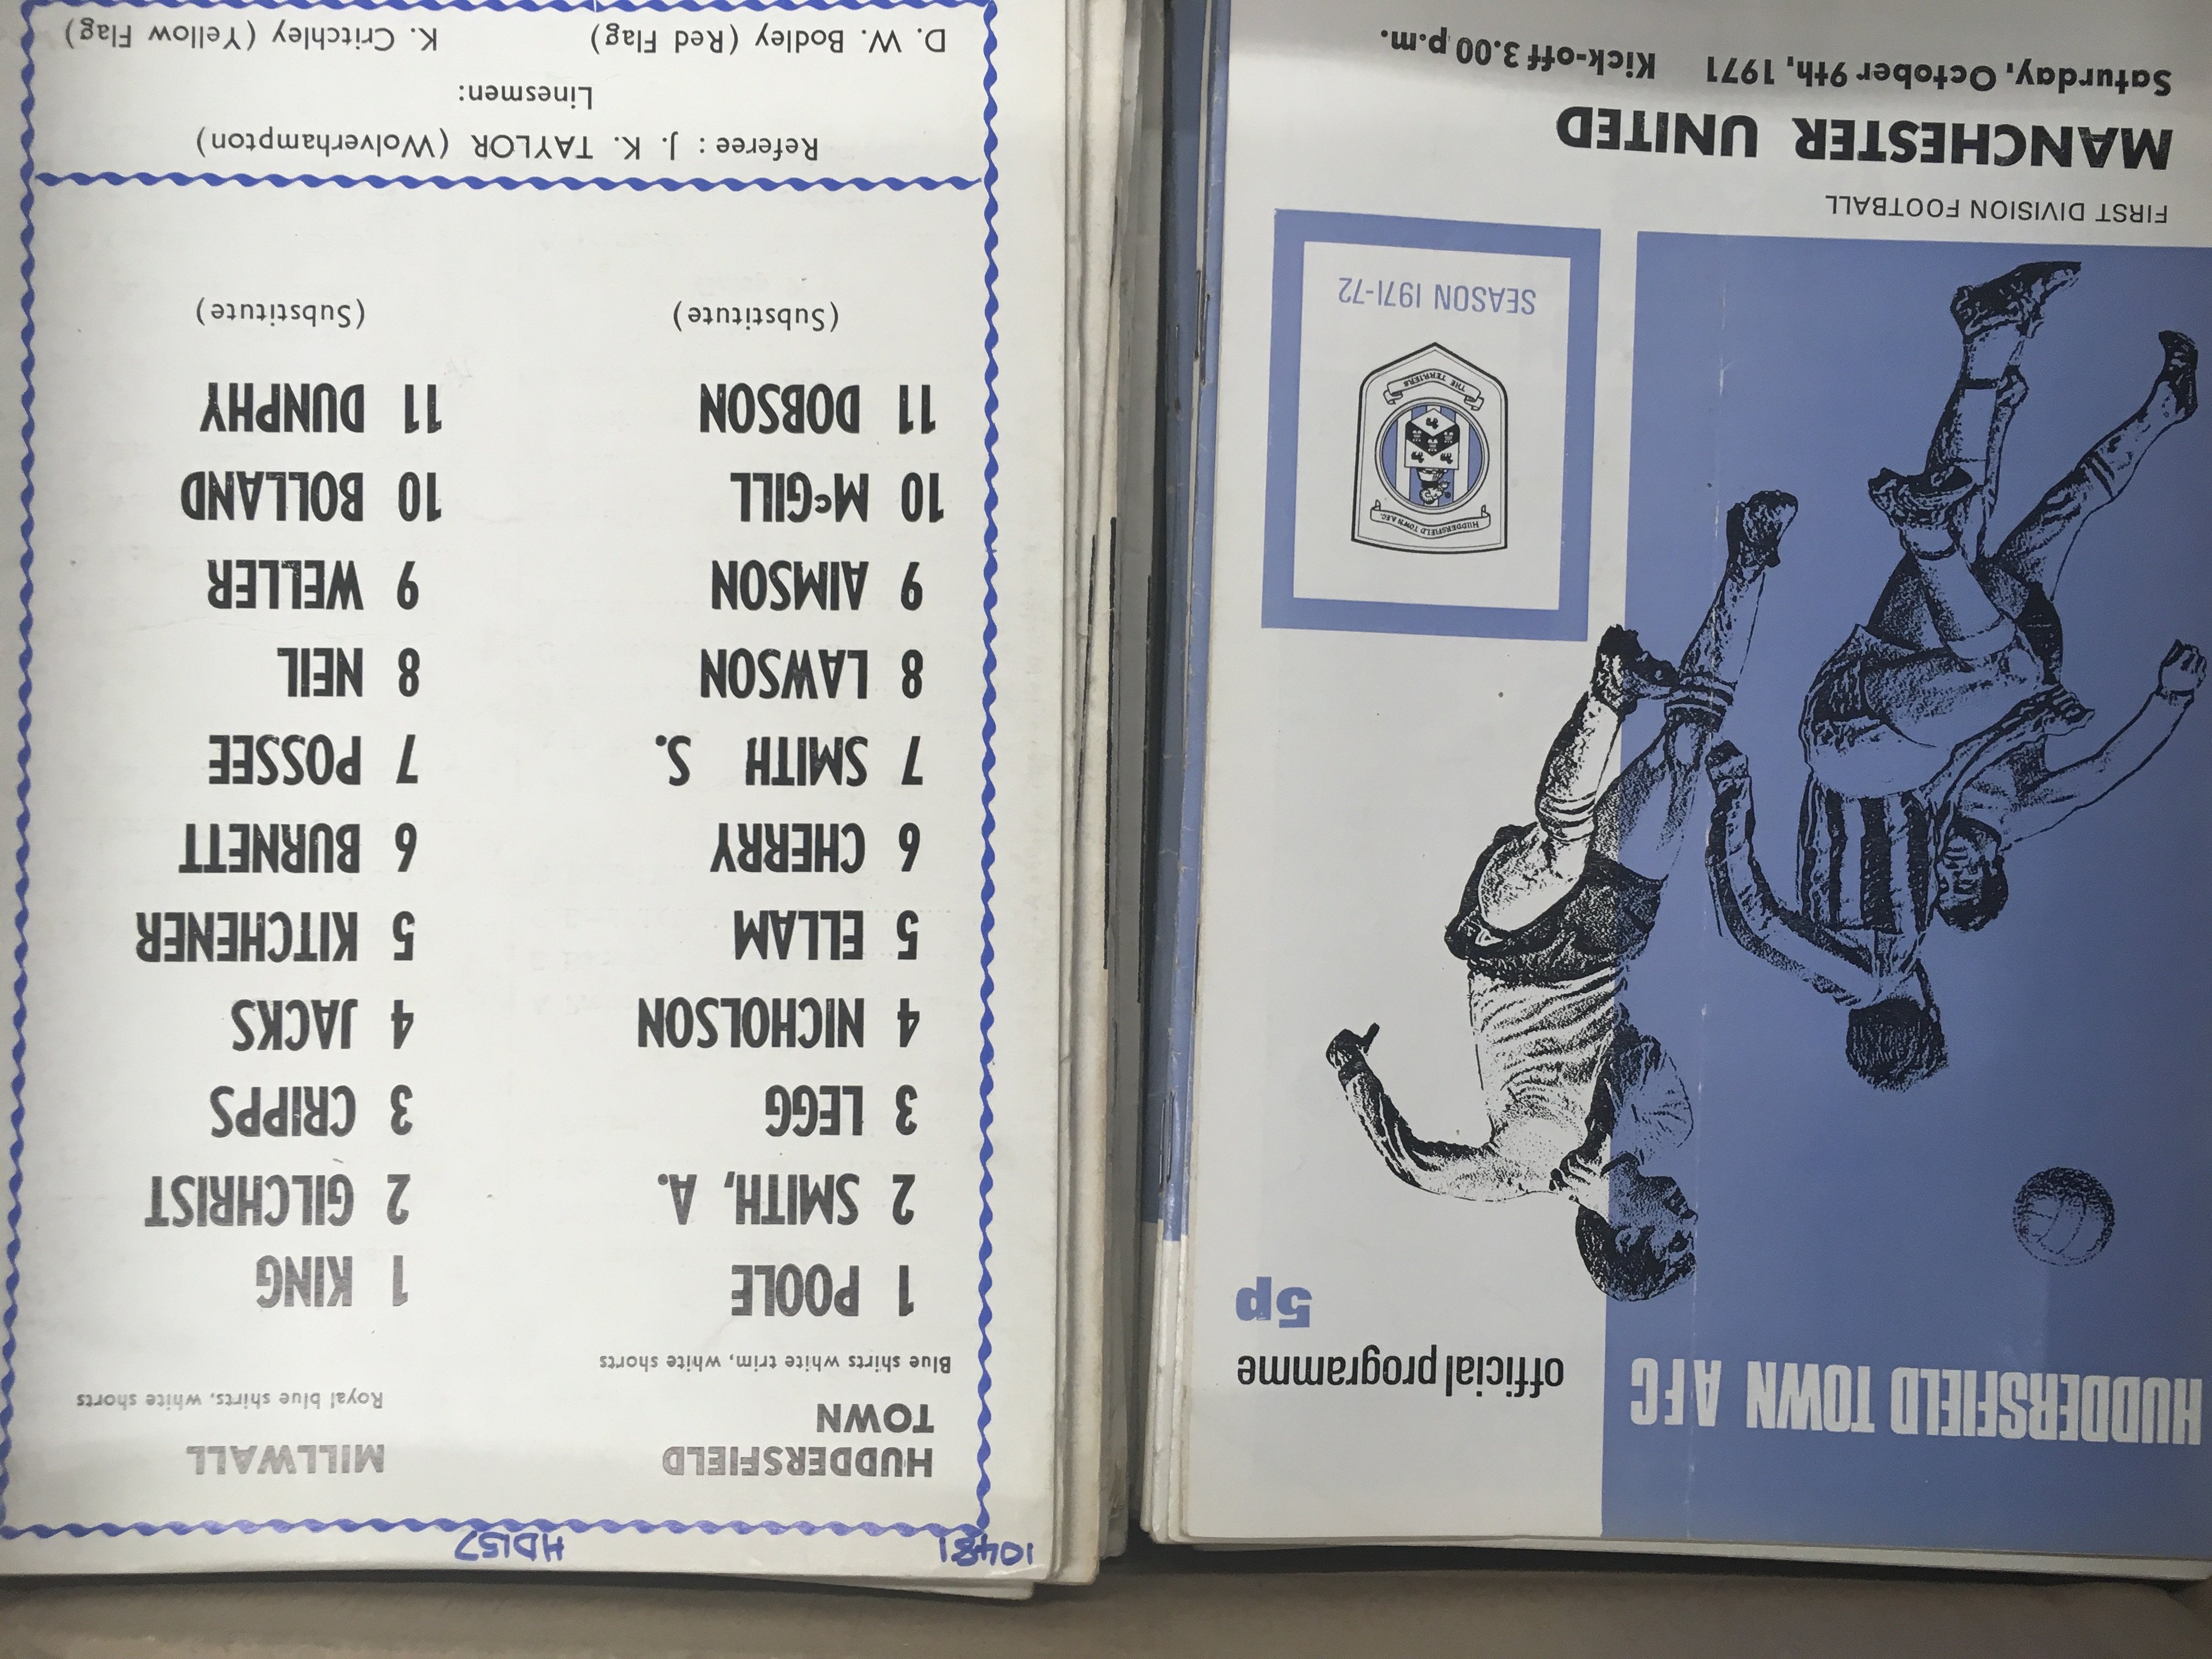 HUDDERSFIELD TOWN AFC
official programme
5p
HUDDERSFIELD TOWN A.F.C.
THE TERRIERS
SEASON 1971-72
FIRST DIVISION FOOTBALL
MANCHESTER UNITED
Saturday, October 9th, 1971 Kick-off 3.00 p.m.
10481 HD157
HUDDERSFIELD TOWN
Blue shirts white trim, white shorts
MILLWALL
Royal blue shirts, white shorts
1 POOLE 1 KING
2 SMITH, A. 2 GILCHRIST
3 LEGG 3 CRIPPS
4 NICHOLSON 4 JACKS
5 ELLAM 5 KITCHENER
6 CHERRY 6 BURNETT
7 SMITH S. 7 POSSEE
8 LAWSON 8 NEIL
9 AIMSON 9 WELLER
10 McGILL 10 BOLLAND
11 DOBSON 11 DUNPHY
(Substitute) (Substitute)
Referee : J. K. TAYLOR (Wolverhampton)
Linesmen:
D. W. Bodley (Red Flag) K. Critchley (Yellow Flag)